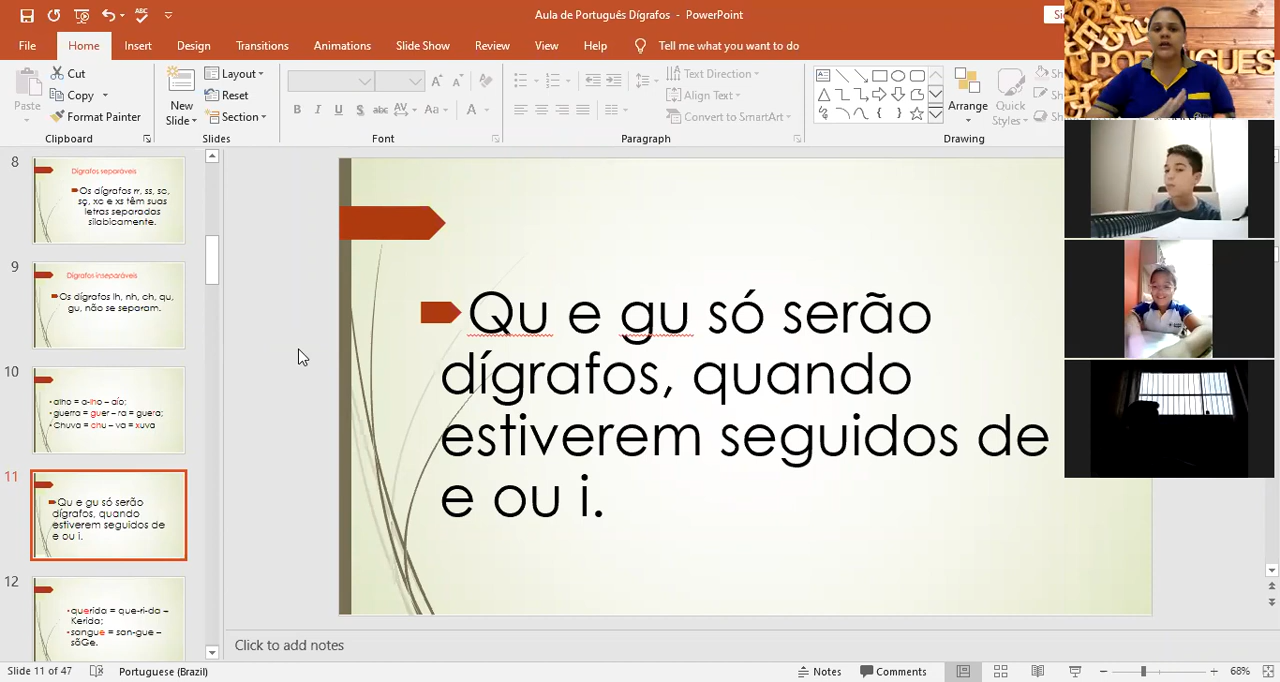 Aula de Português Dígrafos - PowerPoint
File Home Insert Design Transitions Animations Slide Show Review View Help Tell me what you want to do
Cut
Copy
Format Painter
Paste
Clipboard
New Slide
Layout
Reset
Section
Slides
Font
Text Direction
Align Text
Convert to SmartArt
Paragraph
Arrange
Quick Styles
Drawing
PORTUGUES
8
Dígrafos separáveis
Os dígrafos rr, ss, sc,
sç, xc e xs têm suas
letras separadas
silabicamente.
9
Dígrafos inseparáveis
Os dígrafos lh, nh, ch, qu,
gu, não se separam.
10
guerra = guer – ra = guera;
Chuva = chu – va = xuva
11
Qu e gu só serão
dígrafos, quando
estiverem seguidos de
e ou i.
12
querida = que-ri-da –
Kerida;
sangue = san-gue –
sãGe.
Qu e gu só serão
dígrafos, quando
estiverem seguidos de
e ou i.
Click to add notes
Slide 11 of 47 Portuguese (Brazil) Notes Comments 68%